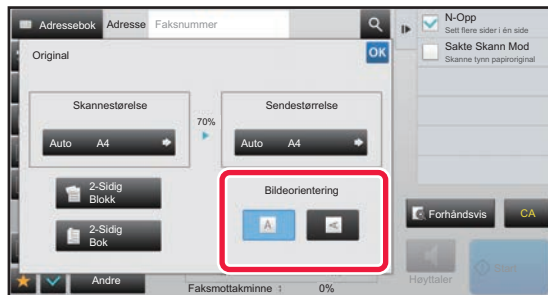 Adressebok Adresse Faksnummer
N-Opp
Sett flere sider i én side
Sakte Skann Mod
Skanne tynn papiroriginal
Original OK
Skannestørelse
70%
Sendestørrelse
Auto A4
Auto A4
2-Sidig
Blokk
2-Sidig
Bok
Bildeorientering
A A
Forhåndsvis CA
Høyttaler
Start
Andre
Faksmottakminne : 0%